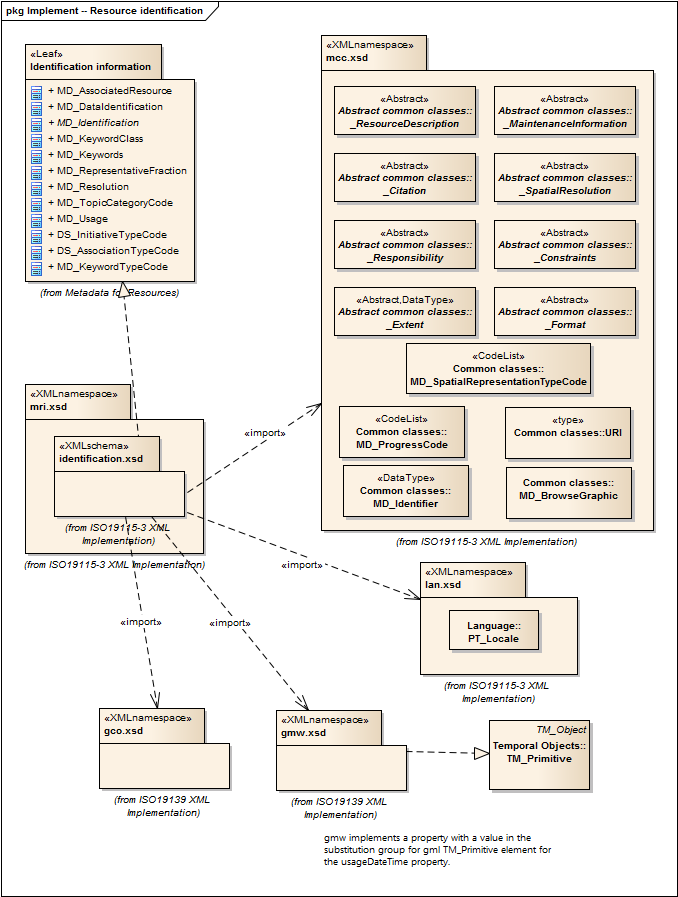 pkg Implement -- Resource identification
«Leaf»
Identification information
+ MD_AssociatedResource
+ MD_DataIdentification
+ MD_Identification
+ MD_KeywordClass
+ MD_Keywords
+ MD_RepresentativeFraction
+ MD_Resolution
+ MD_TopicCategoryCode
+ MD_Usage
+ DS_InitiativeTypeCode
+ DS_AssociationTypeCode
+ MD_KeywordTypeCode
(from Metadata for Resources)
«XMLnamespace»
mcc.xsd
«Abstract»
Abstract common classes::
_ResourceDescription
«Abstract»
Abstract common classes::
_MaintenanceInformation
«Abstract»
Abstract common classes::
_Citation
«Abstract»
Abstract common classes::
_SpatialResolution
«Abstract»
Abstract common classes::
_Responsibility
«Abstract»
Abstract common classes::
_Constraints
«Abstract,DataType»
Abstract common classes::
_Extent
«Abstract»
Abstract common classes::
_Format
«CodeList»
Common classes::
MD_SpatialRepresentationTypeCode
«CodeList»
Common classes::
MD_ProgressCode
«type»
Common classes::URI
«DataType»
Common classes::
MD_Identifier
Common classes::
MD_BrowseGraphic
(from ISO19115-3 XML Implementation)
«XMLnamespace»
mri.xsd
«XMLschema»
identification.xsd
(from ISO19115-3 XML
Implementation)
(from ISO19115-3 XML Implementation)
«import»
«import»
«import»
«import»
«XMLnamespace»
lan.xsd
Language::
PT_Locale
(from ISO19115-3 XML
Implementation)
«XMLnamespace»
gco.xsd
(from ISO19139 XML
Implementation)
«XMLnamespace»
gmw.xsd
(from ISO19139 XML
Implementation)
TM_Object
Temporal Objects::
TM_Primitive
gmw implements a property with a value in the
substitution group for gml TM_Primitive element for
the usageDateTime property.